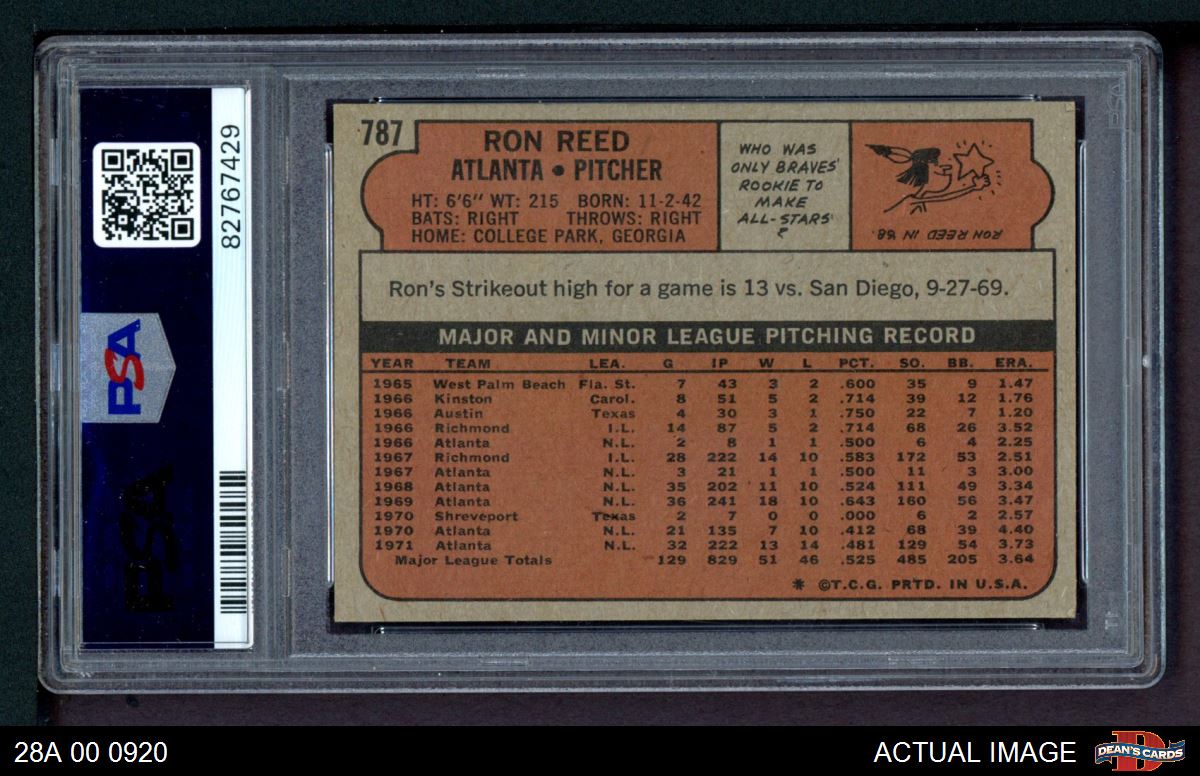 82767429
PSA
PSA
787
RON REED
ATLANTA • PITCHER
HT: 6'6" WT: 215 BORN: 11-2-42
BATS: RIGHT THROWS: RIGHT
HOME: COLLEGE PARK, GEORGIA
WHO WAS
ONLY BRAVES'
ROOKIE TO
MAKE
ALL-STARS
?
RON REED IN '68.
Ron's Strikeout high for a game is 13 vs. San Diego, 9-27-69.
MAJOR AND MINOR LEAGUE PITCHING RECORD
YEAR TEAM LEA. G IP W L PCT. SO. BB. ERA.
1965 West Palm Beach Fla. St. 7 43 3 2 .600 35 9 1.47
1966 Kinston Carol. 8 51 5 2 .714 39 12 1.76
1966 Austin Texas 4 30 3 1 .750 22 7 1.20
1966 Richmond I.L. 14 87 5 2 .714 68 26 3.52
1966 Atlanta N.L. 2 8 1 1 .500 6 4 2.25
1967 Richmond I.L. 28 222 14 10 .583 172 53 2.51
1967 Atlanta N.L. 3 21 1 1 .500 11 3 3.00
1968 Atlanta N.L. 35 202 11 10 .524 111 49 3.34
1969 Atlanta N.L. 36 241 18 10 .643 160 56 3.47
1970 Shreveport Texas 2 7 0 0 .000 6 2 2.57
1970 Atlanta N.L. 21 135 7 10 .412 68 39 4.40
1971 Atlanta N.L. 32 222 13 14 .481 129 54 3.73
Major League Totals 129 829 51 46 .525 485 205 3.64
* ©T.C.G. PRTD. IN U.S.A.
28A 00 0920
ACTUAL IMAGE
DEAN'S CARDS